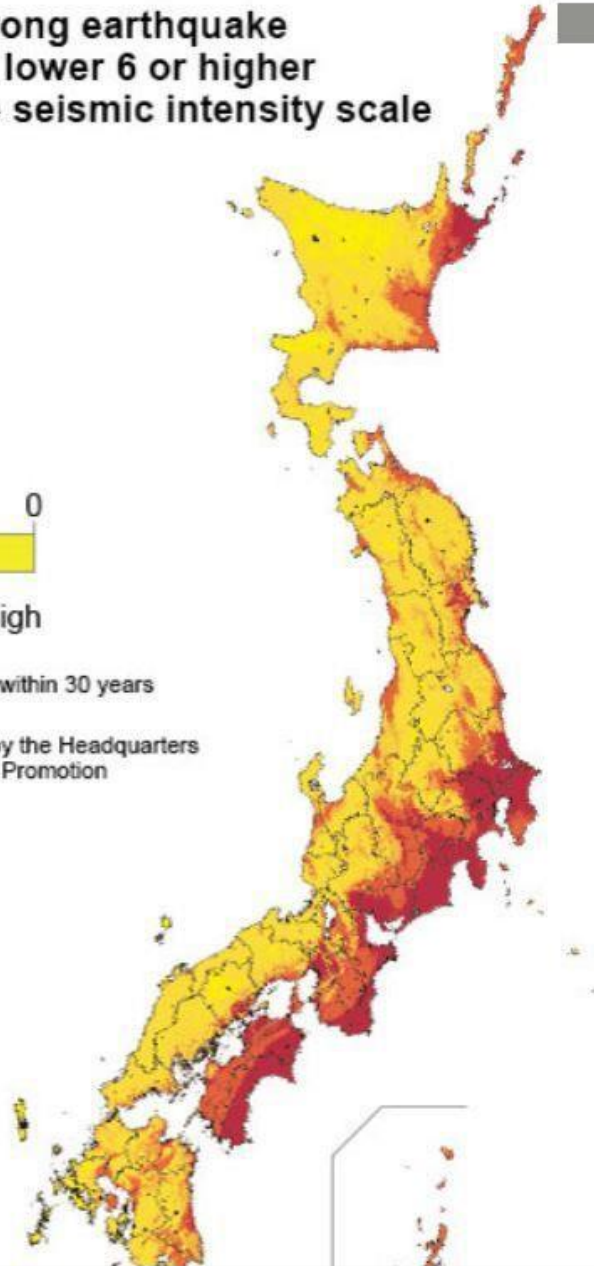 ong earthquake
lower 6 or higher
seismic intensity scale
0
igh
within 30 years
y the Headquarters
Promotion